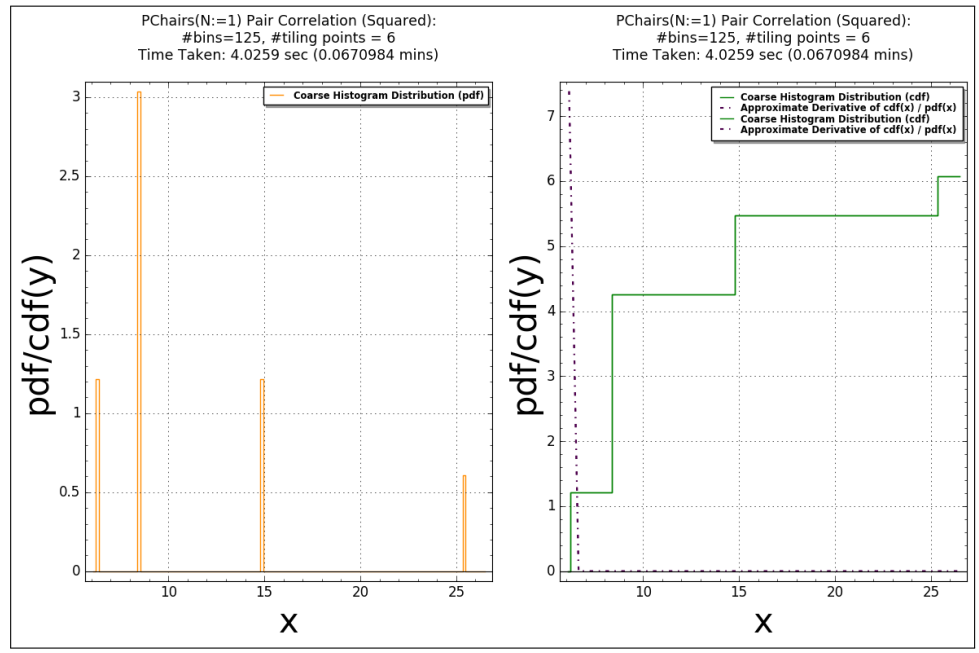 PChairs(N:=1) Pair Correlation (Squared):
#bins=125, #tiling points = 6
Time Taken: 4.0259 sec (0.0670984 mins)
Coarse Histogram Distribution (pdf)
3
2.5
2
1.5
1
0.5
0
pdf/cdf(y)
10
15
20
25
x
PChairs(N:=1) Pair Correlation (Squared):
#bins=125, #tiling points = 6
Time Taken: 4.0259 sec (0.0670984 mins)
Coarse Histogram Distribution (cdf)
Approximate Derivative of cdf(x) / pdf(x)
Coarse Histogram Distribution (cdf)
Approximate Derivative of cdf(x) / pdf(x)
7
6
5
4
3
2
1
0
pdf/cdf(y)
10
15
20
25
x